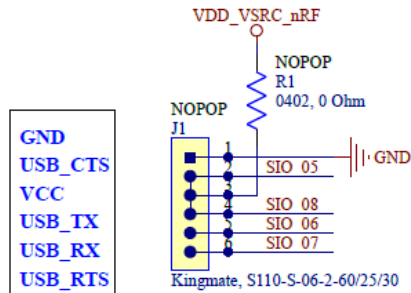 VDD_VSRC_nRF
NOPOP
R1
0402, 0 Ohm
NOPOP
J1
GND
USB_CTS
VCC
USB_TX
USB_RX
USB_RTS
1
2 SIO_05
3
4 SIO_08
5 SIO_06
6 SIO_07
GND
Kingmate, S110-S-06-2-60/25/30